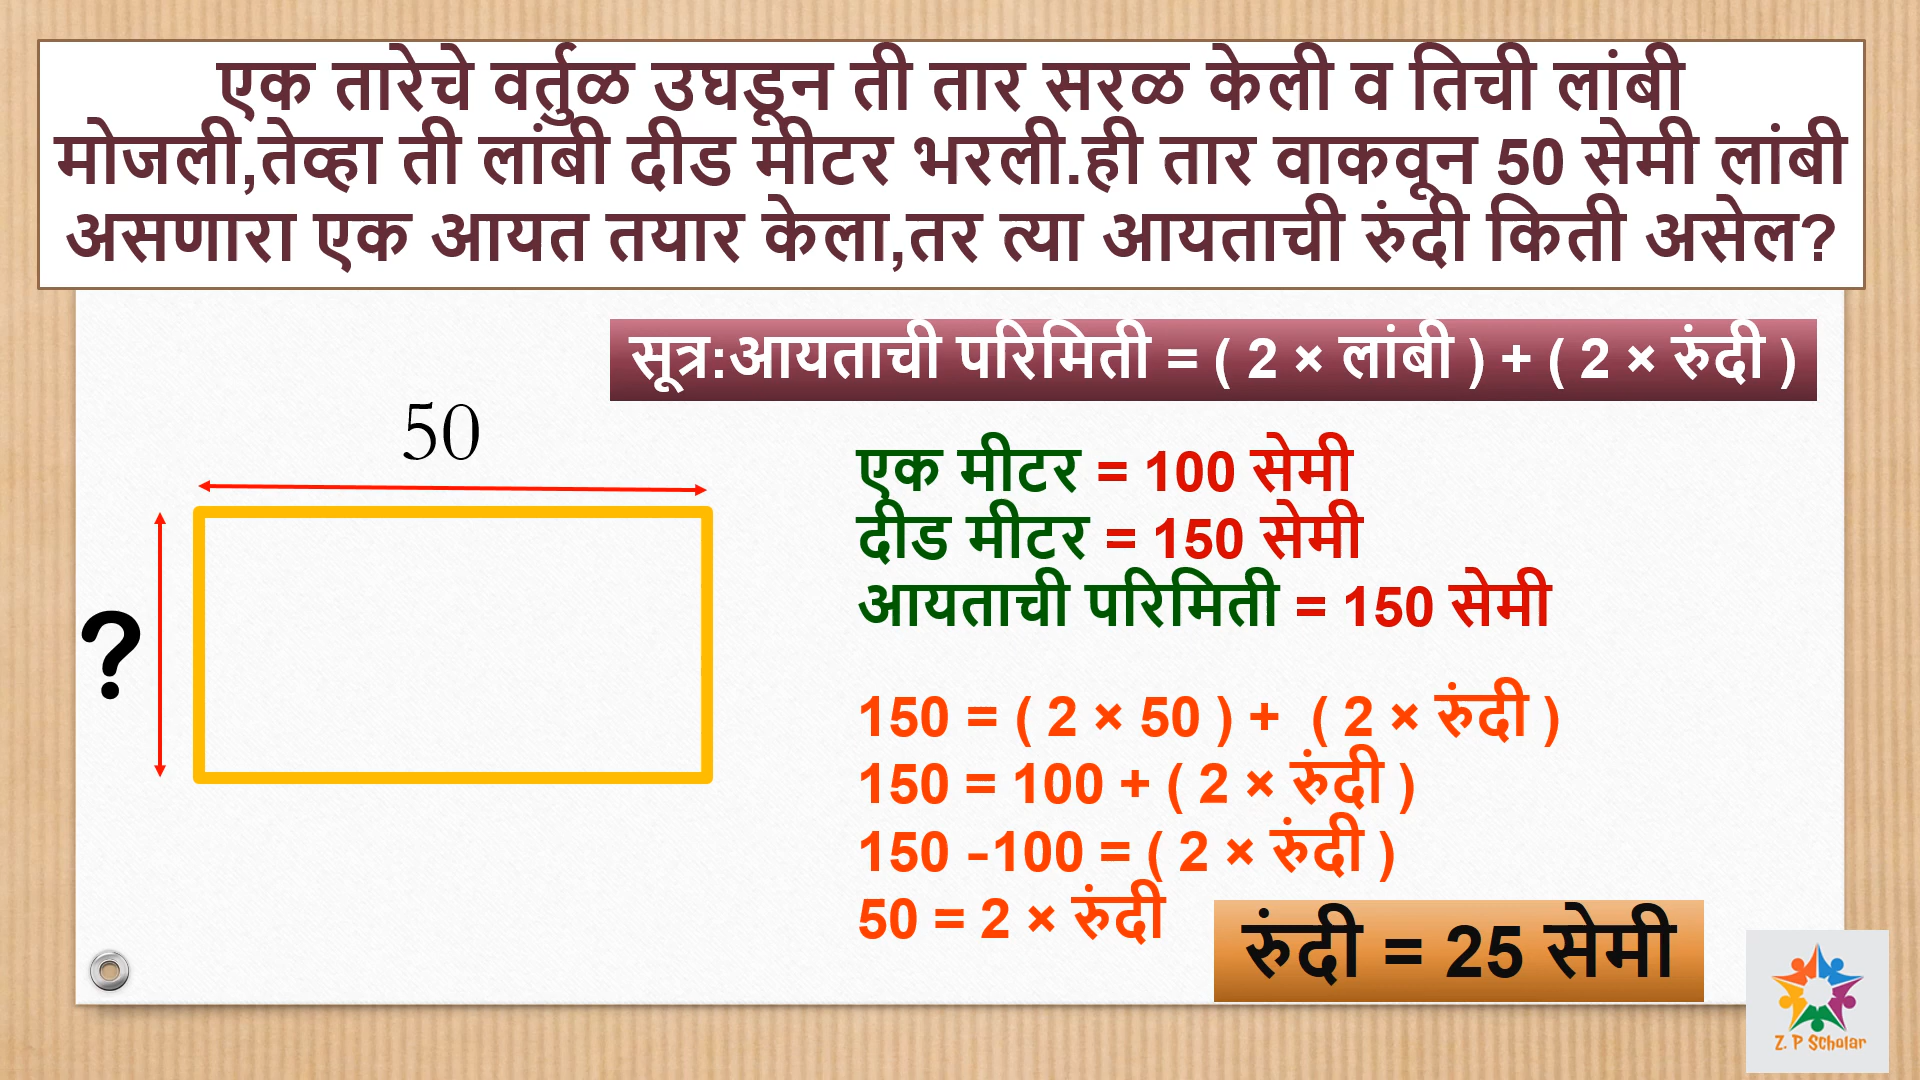 एक तारेचे वर्तुळ उघडून ती तार सरळ केली व तिची लांबी
मोजली,तेव्हा ती लांबी दीड मीटर भरली.ही तार वाकवून 50 सेमी लांबी
असणारा एक आयत तयार केला,तर त्या आयताची रुंदी किती असेल?
सूत्र:आयताची परिमिती = ( 2 × लांबी ) + ( 2 × रुंदी )
50
?
एक मीटर = 100 सेमी
दीड मीटर = 150 सेमी
आयताची परिमिती = 150 सेमी
150 = ( 2 × 50 ) + ( 2 × रुंदी )
150 = 100 + ( 2 × रुंदी )
150 -100 = ( 2 × रुंदी )
50 = 2 × रुंदी
रुंदी = 25 सेमी
Z. P Scholar